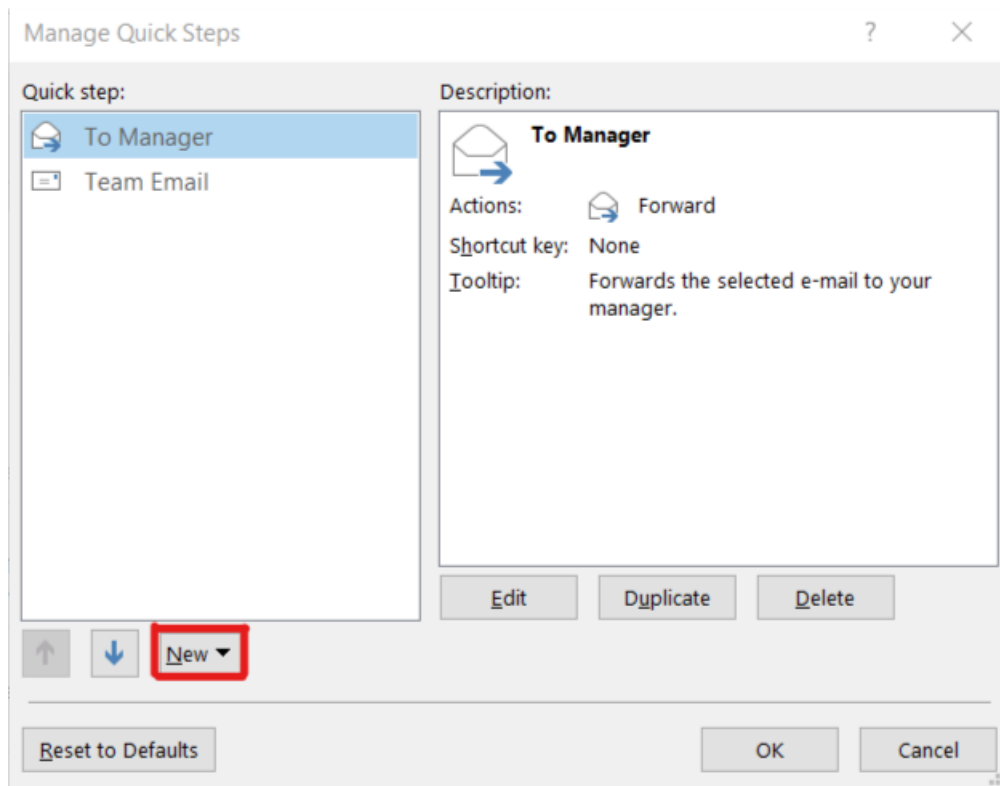 Manage Quick Steps
?
Quick step:
To Manager
Team Email
New
Description:
To Manager
Actions: Forward
Shortcut key: None
Tooltip: Forwards the selected e-mail to your
manager.
Edit Duplicate Delete
Reset to Defaults
OK Cancel